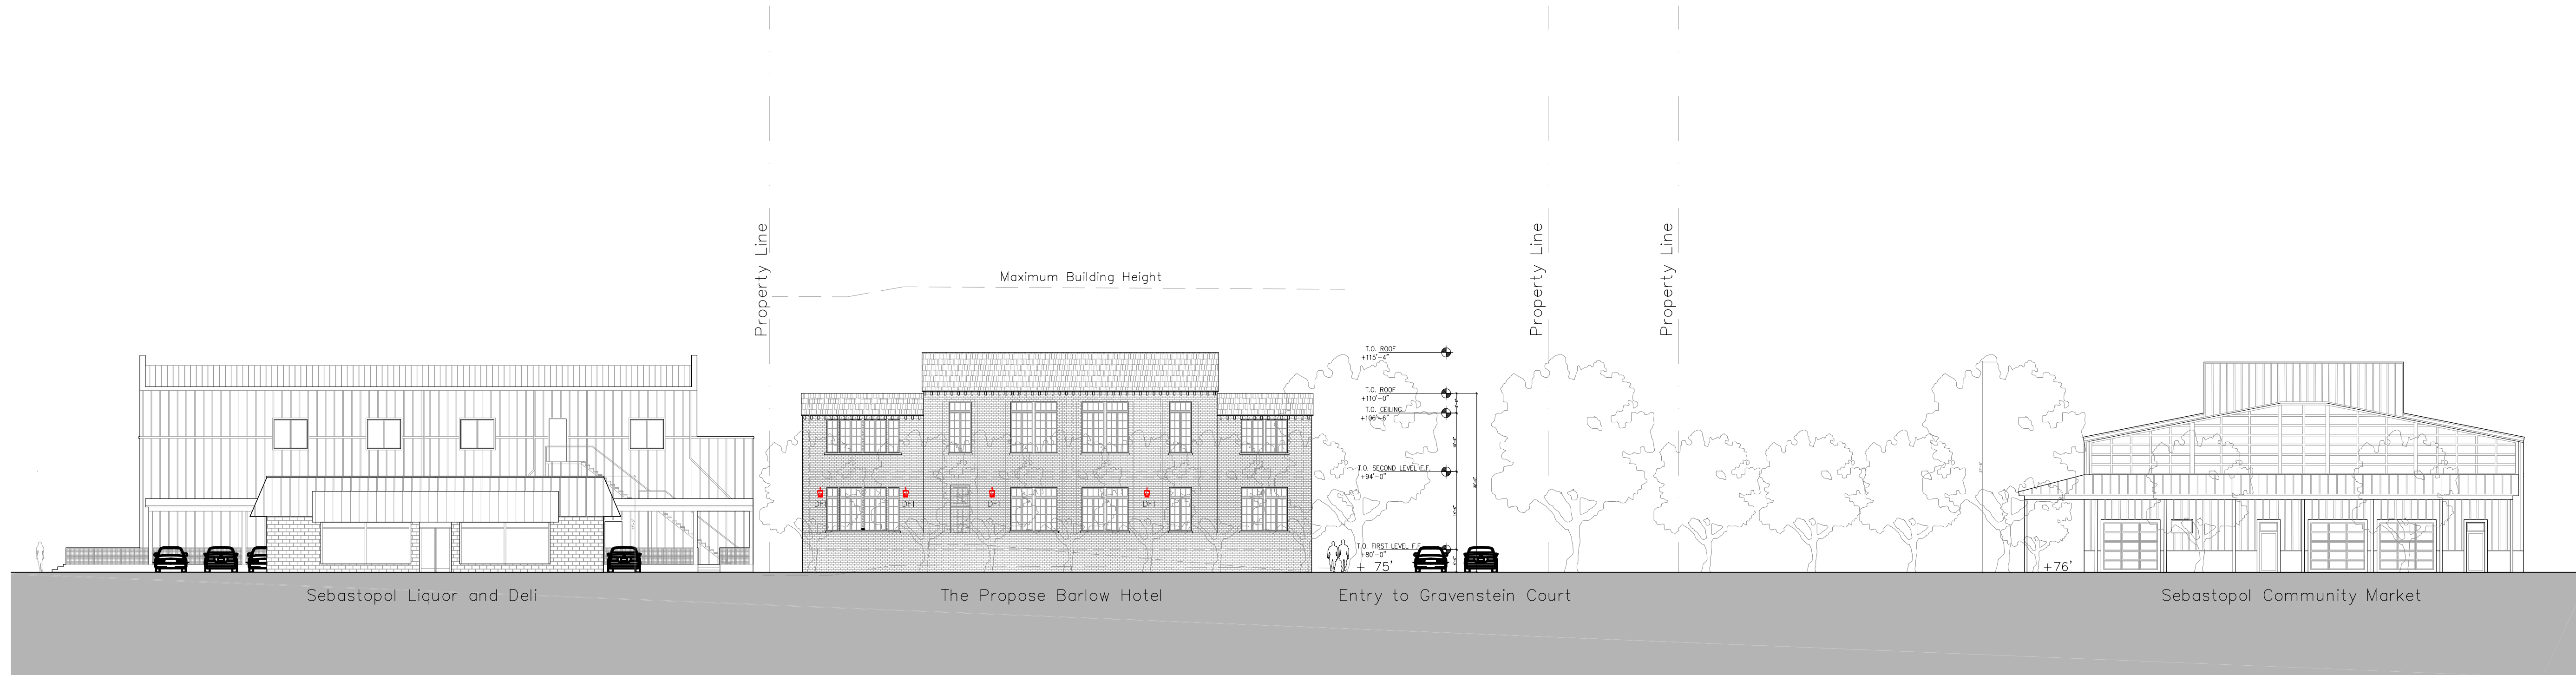 Property Line
Property Line
Property Line
Maximum Building Height
T.O. ROOF
+115'-4"
T.O. ROOF
+110'-0"
T.O. CEILING
+106'-6"
T.O. SECOND LEVEL F.F.
+94'-0"
DF1
DF1
DF1
DF1
T.O. FIRST LEVEL F.F.
+80'-0"
+ 75'
+76'
Sebastopol Liquor and Deli
The Propose Barlow Hotel
Entry to Gravenstein Court
Sebastopol Community Market